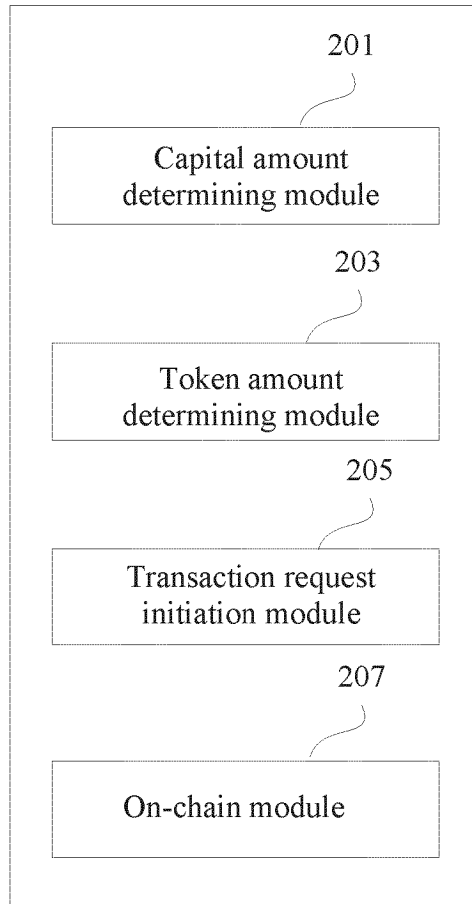 201
Capital amount
determining module
203
Token amount
determining module
205
Transaction request
initiation module
207
On-chain module